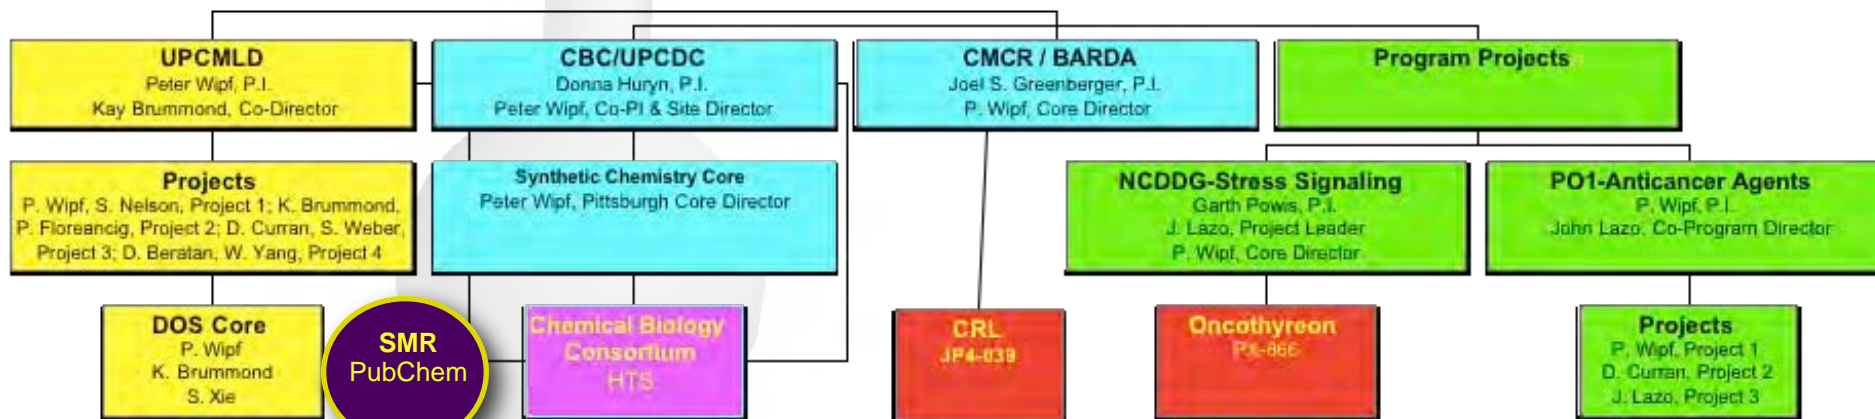 UPCMLD
Peter Wipf, P.I.
Kay Brummond, Co-Director
CBC/UPCDC
Donna Huryn, P.I.
Peter Wipf, Co-PI & Site Director
CMCR / BARDA
Joel S. Greenberger, P.I.
P. Wipf, Core Director
Program Projects
Projects
P. Wipf, S. Nelson, Project 1; K. Brummond,
P. Floreancig, Project 2; D. Curran, S. Weber,
Project 3; D. Beratan, W. Yang, Project 4
Synthetic Chemistry Core
Peter Wipf, Pittsburgh Core Director
NCDDG-Stress Signaling
Garth Powis, P.I.
J. Lazo, Project Leader
P. Wipf, Core Director
PO1-Anticancer Agents
P. Wipf, P.I.
John Lazo, Co-Program Director
DOS Core
P. Wipf
K. Brummond
S. Xie
SMR
PubChem
Chemical Biology
Consortium
HTS
CRL
JP4-039
Oncothyreon
PX-866
Projects
P. Wipf, Project 1
D. Curran, Project 2
J. Lazo, Project 3